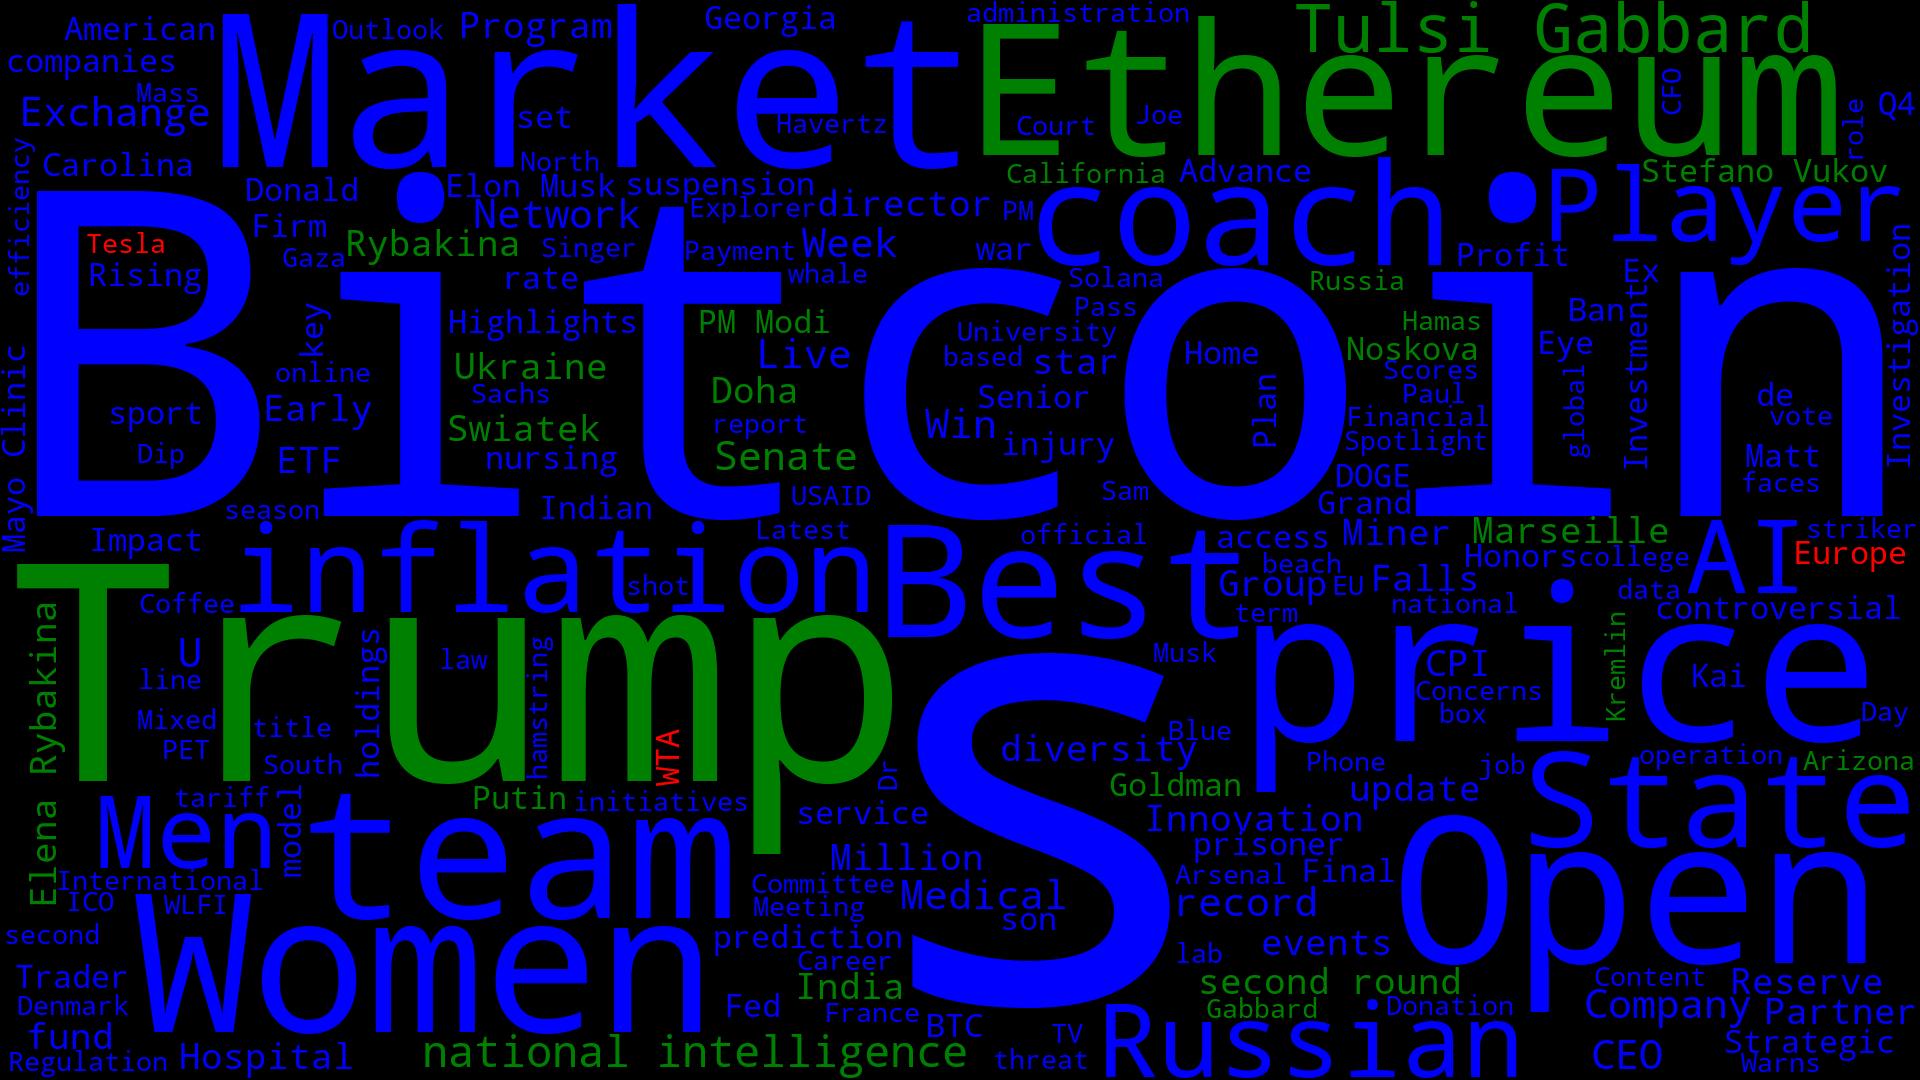 American
Outlook
Program
Georgia
administration
Tulsi Gabbard
companies
Market
Ethereum
Mass
Exchange
set
Havertz
Court
Joe
CFO
role
Q4
Carolina
North
California
Advance
Stefano Vukov
efficiency
Donald
Elon Musk
suspension
coach
Player
Firm
Network
Explorer
director
PM
Tesla
Gaza
Rybakina
Singer
Payment
Week
war
Profit
Rising
rate
whale
Solana
Russia
Ex
Investigation
Bitcoin
key
Highlights
PM Modi
Pass
Hamas
Ban
Investment
University
Live
based
star
Home
Noskova
Eye
online
Ukraine
Sachs
Doha
Scores
Paul
global
Mayo Clinic
sport
Early
Senior
Plan
Financial
de
vote
Swiatek
report
Win
injury
Spotlight
Dip
ETF
nursing
Senate
DOGE
Matt
faces
season
Indian
USAID
Sam
Grand
Impact
inflation
Latest
Best
official
access
Miner
Marseille
striker
Honors
college
AI
Europe
beach
shot
Group
EU
Falls
data
Coffee
term
national
controversial
Trump
Elena Rybakina
U
line
holdings
law
hamstring
Musk
price
CPI
Kremlin
Kai
Concerns
Mixed
title
box
Day
PET
South
WTA
Dr
S
diversity
Blue
Phone
job
operation
Arizona
State
tariff
model
Putin
initiatives
Goldman
update
Men
team
service
Innovation
prisoner
Open
International
Million
Committee
Medical
Arsenal
Final
ICO
WLFI
Meeting
son
record
second
Women
prediction
lab
events
Career
Trader
India
second round
Content
Reserve
Denmark
Fed
France
Gabbard
Donation
Company
Partner
fund
BTC
TV
Russian
Strategic
Regulation
Hospital
national intelligence
threat
CEO
Warns